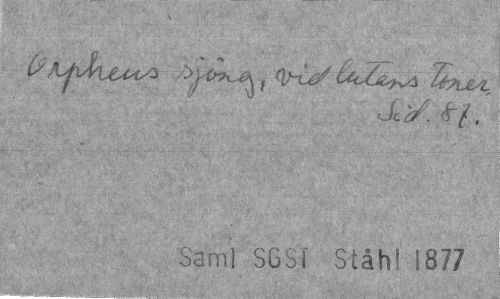 Orpheus sjöng, vid lutans toner,
Sid. 87.
Saml SGST Ståhl 1877